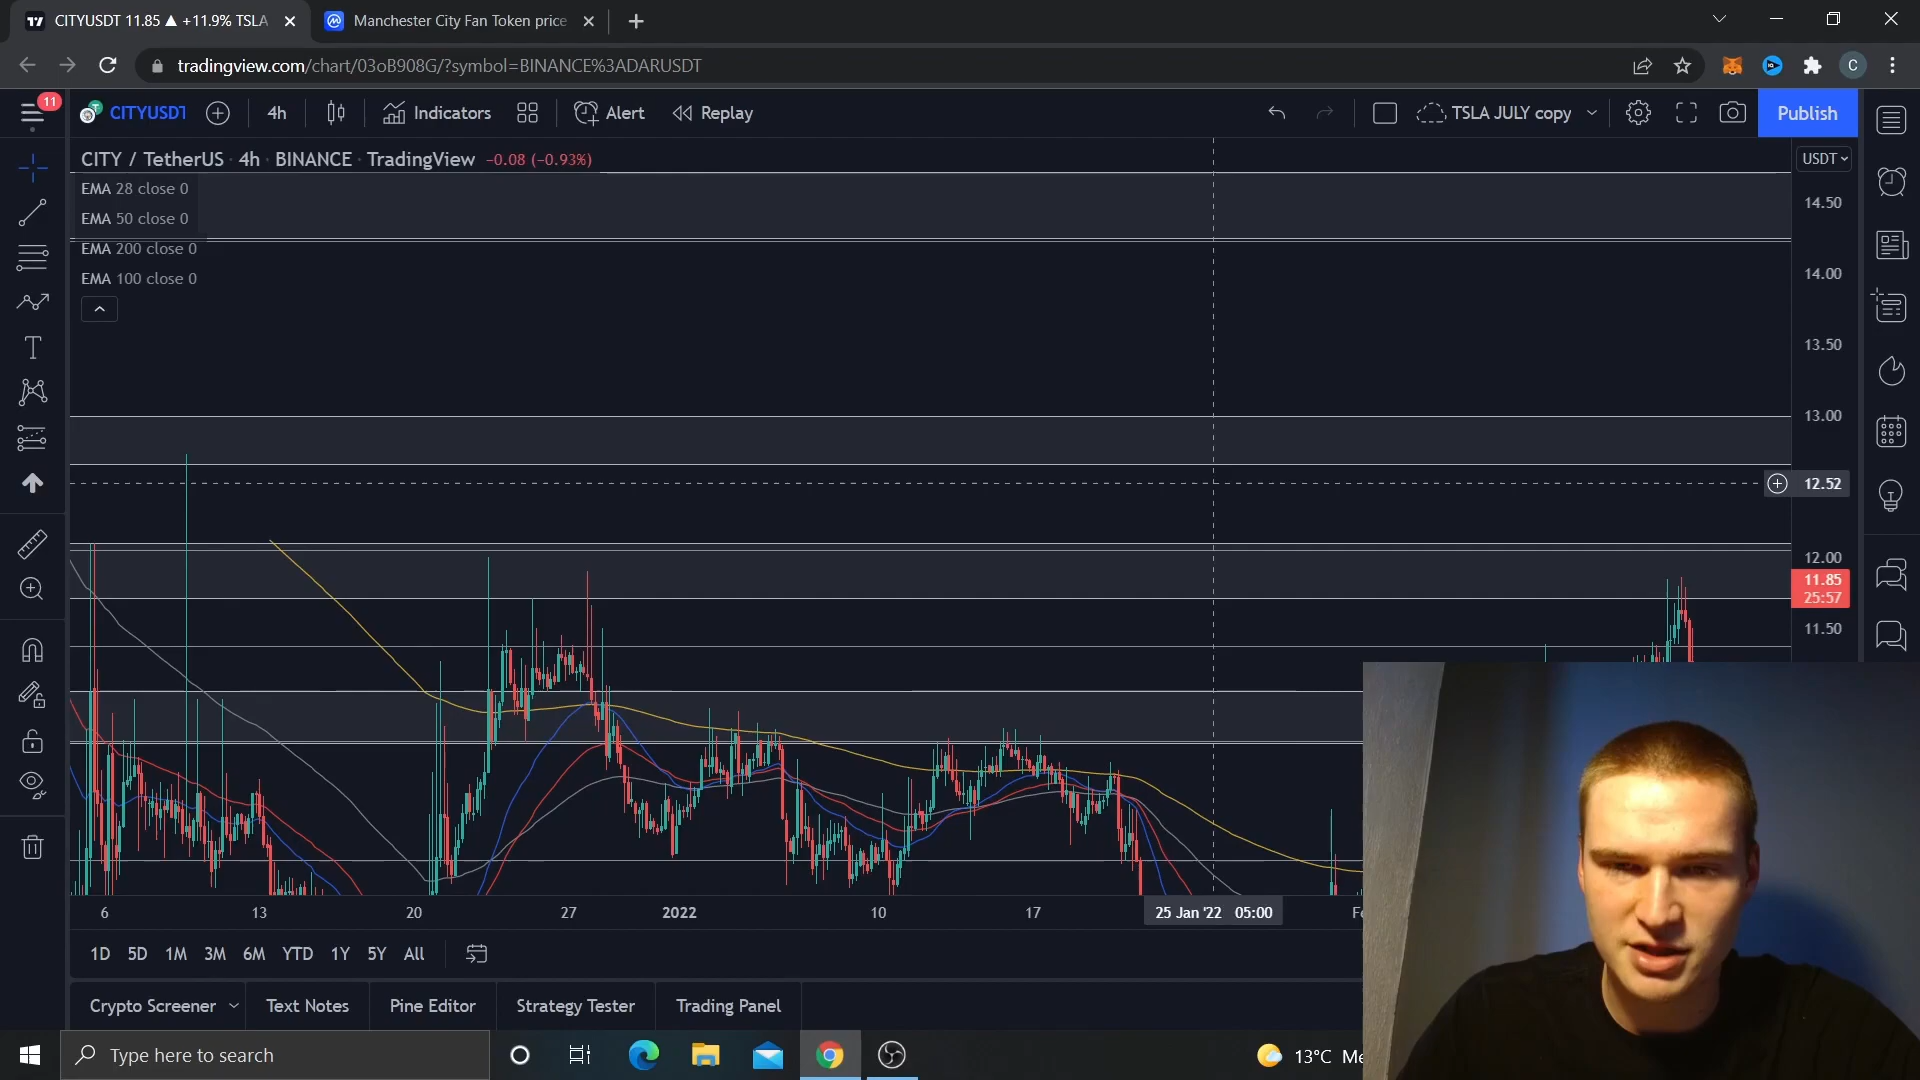 CITYUSDT 11.85 ▲ +11.9% TSLA
Manchester City Fan Token price
tradingview.com/chart/03oB908G/?symbol=BINANCE%3ADARUSDT
C
11
CITYUSDT
4h
Indicators
Alert
Replay
TSLA JULY copy
Publish
CITY / TetherUS · 4h · BINANCE · TradingView −0.08 (−0.93%)
USDT
EMA 28 close 0
EMA 50 close 0
EMA 200 close 0
EMA 100 close 0
14.50
14.00
13.50
13.00
12.52
12.00
11.85
25:57
11.50
6
13
20
27
2022
10
17
25 Jan '22 05:00
Fe
1D
5D
1M
3M
6M
YTD
1Y
5Y
All
Crypto Screener
Text Notes
Pine Editor
Strategy Tester
Trading Panel
Type here to search
13°C